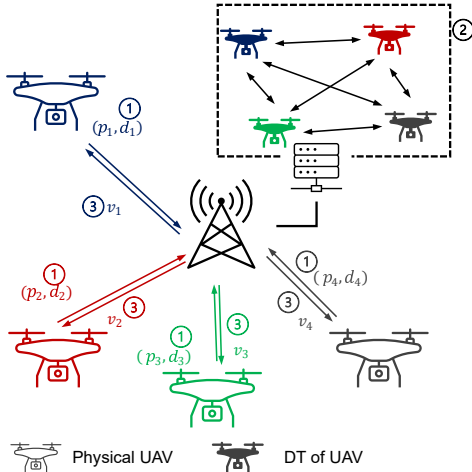 ②
①
(p₁,d₁)
③ v₁
①
(p₂,d₂)
③
v₂
①
(p₃,d₃)
③
v₃
①
(p₄,d₄)
③
v₄
Physical UAV
DT of UAV